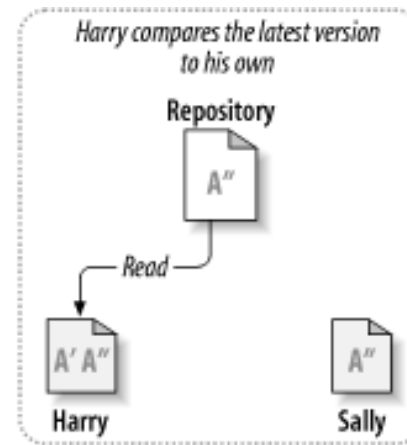 Harry compares the latest version
to his own
Repository
A"
Read
A' A"
A"
Harry
Sally